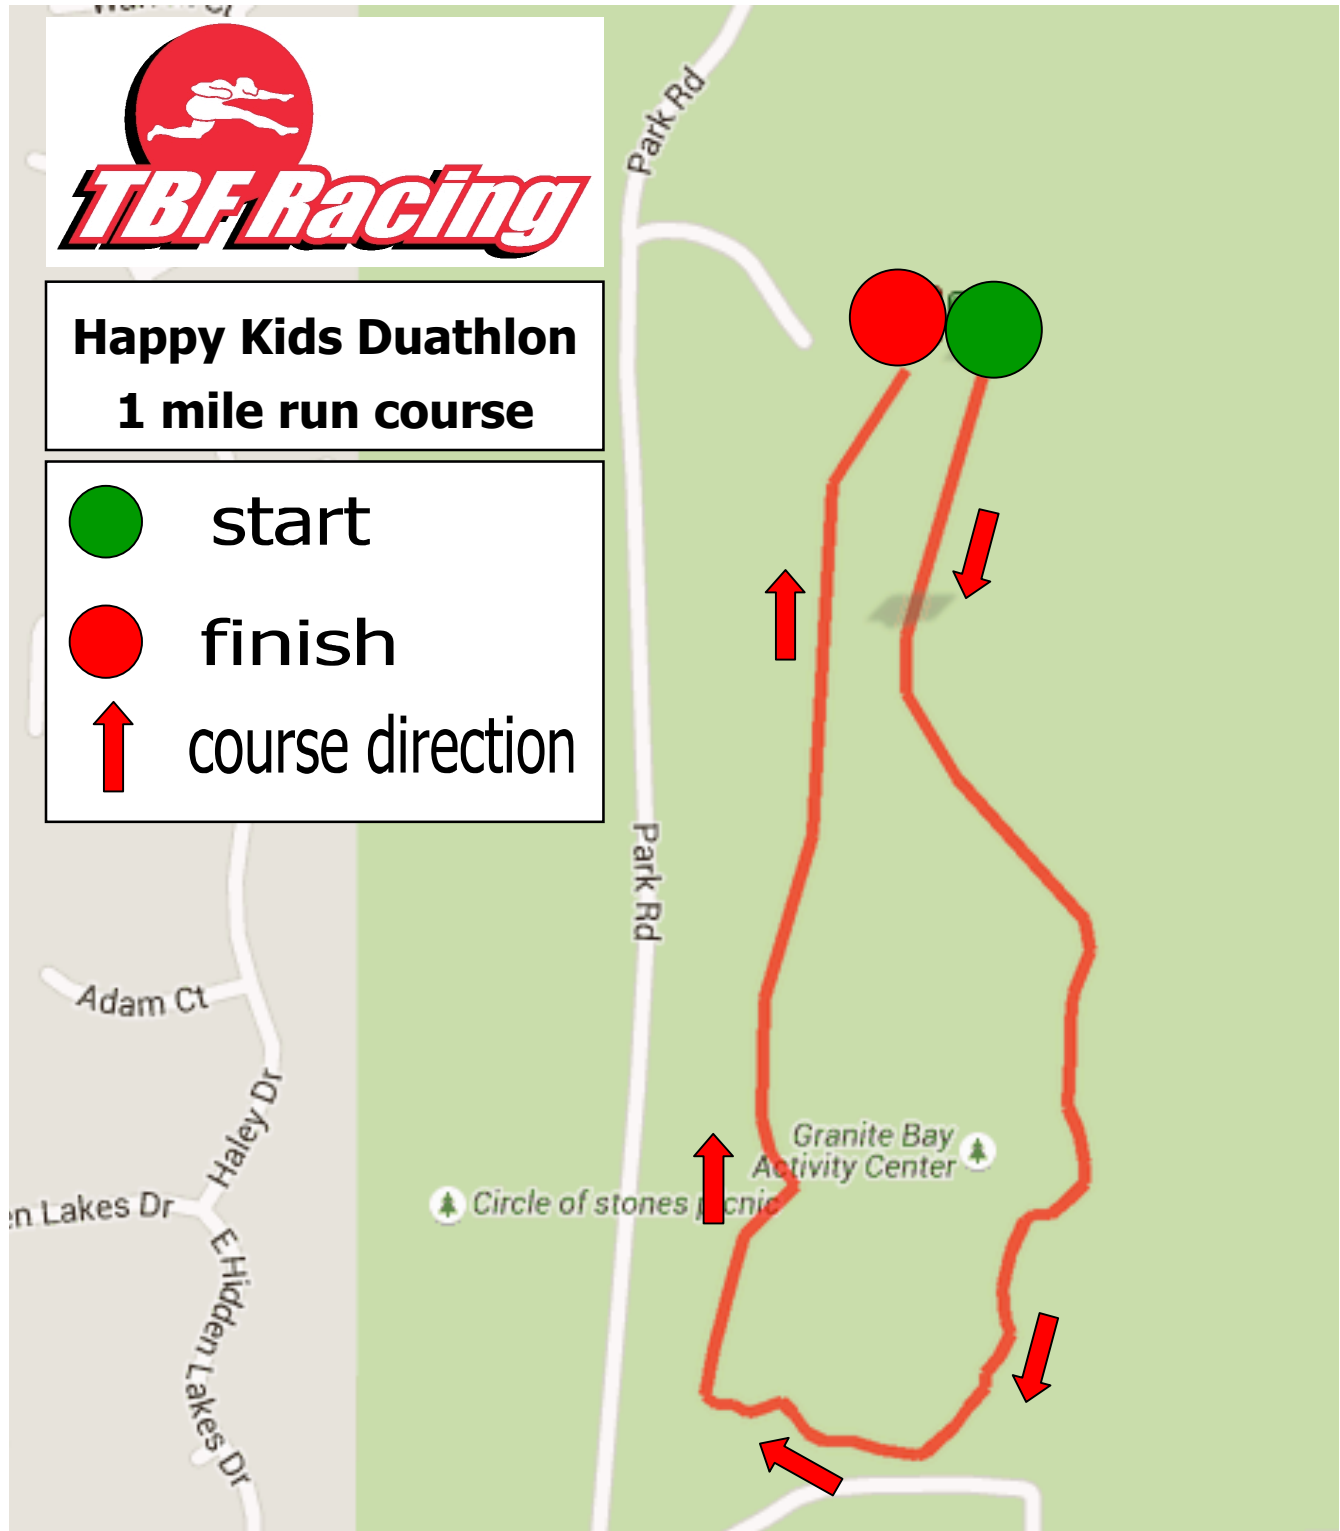 TBF Racing
Happy Kids Duathlon
1 mile run course
start
finish
course direction
Park Rd
Park Rd
Adam Ct
Haley Dr
Lakes Dr
E Hidden Lakes Dr
Granite Bay
Activity Center
Circle of stones